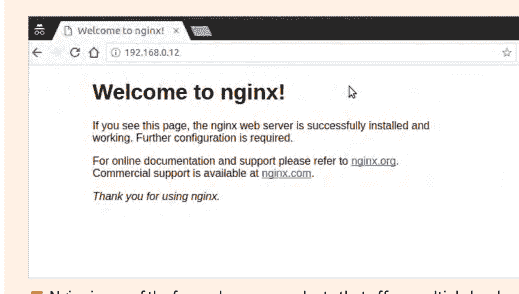 Welcome to nginx!
192.168.0.12
Welcome to nginx!
If you see this page, the nginx web server is successfully installed and
working. Further configuration is required.
For online documentation and support please refer to nginx.org.
Commercial support is available at nginx.com.
Thank you for using nginx.